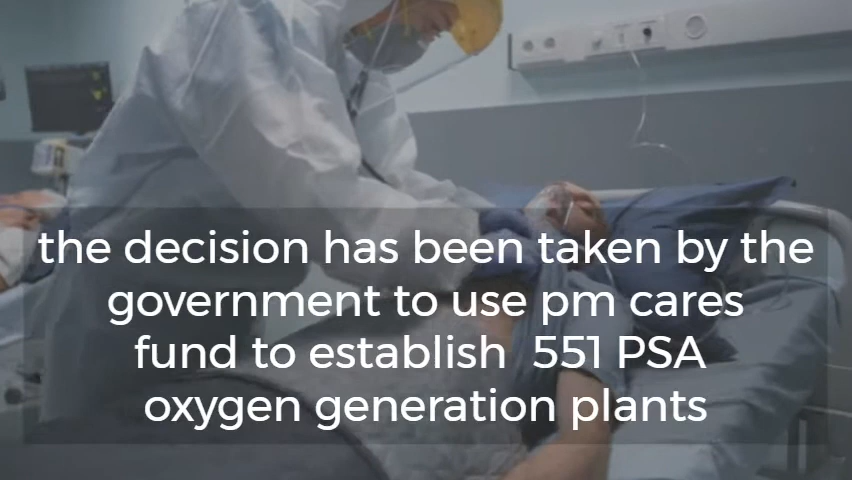 the decision has been taken by the
government to use pm cares
fund to establish 551 PSA
oxygen generation plants